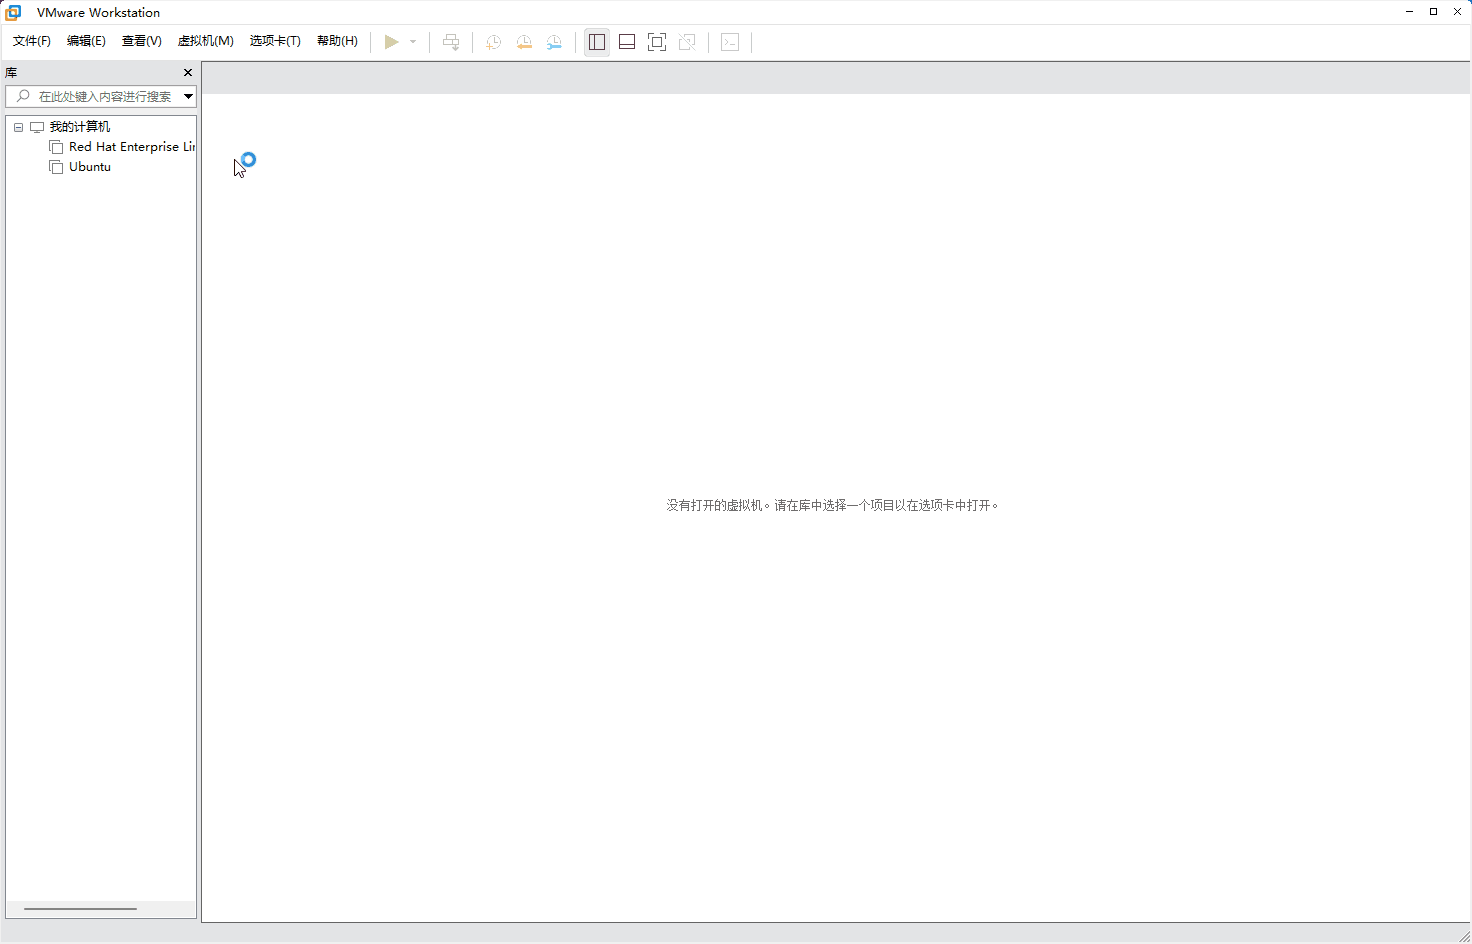 VMware Workstation
文件(F) 编辑(E) 查看(V) 虚拟机(M) 选项卡(T) 帮助(H)
库
在此处键入内容进行搜索
我的计算机
Red Hat Enterprise Lin
Ubuntu
没有打开的虚拟机。请在库中选择一个项目以在选项卡中打开。